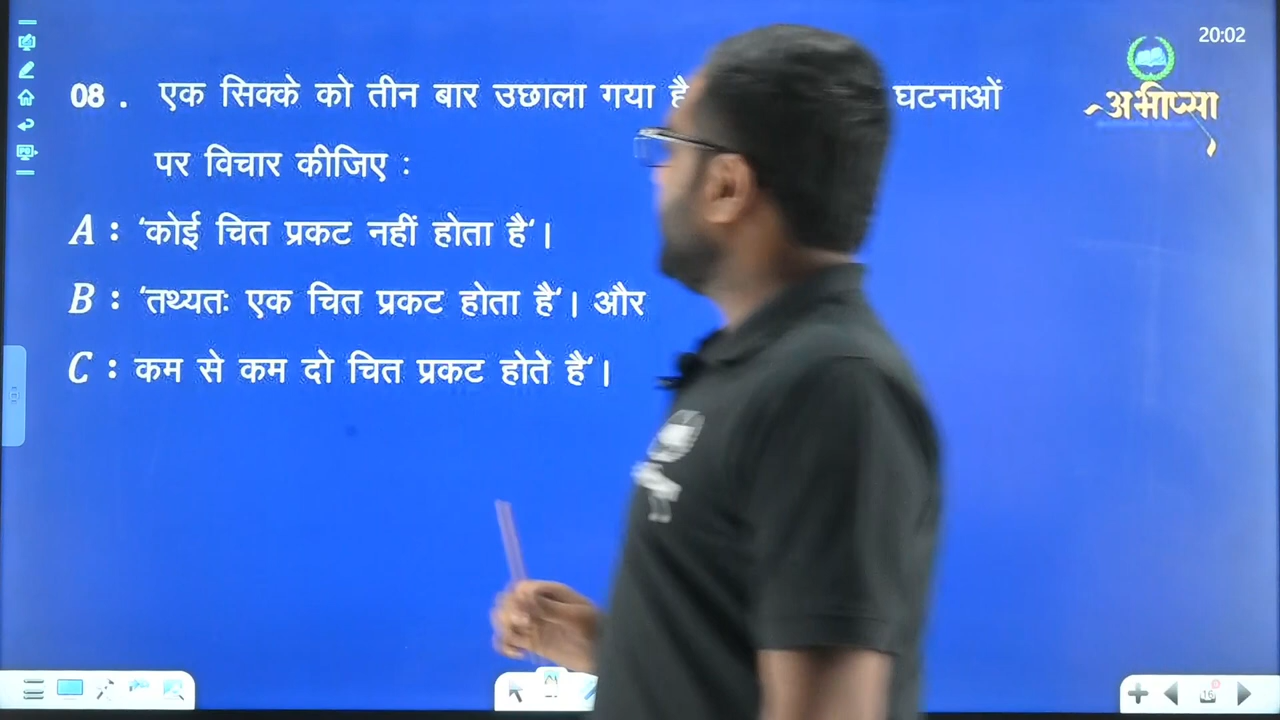 20:02
अभीप्सा
08 . एक सिक्के को तीन बार उछाला गया है घटनाओं
पर विचार कीजिए :
A : 'कोई चित प्रकट नहीं होता है'।
B : 'तथ्यतः एक चित प्रकट होता है'। और
C : कम से कम दो चित प्रकट होते है'।
16